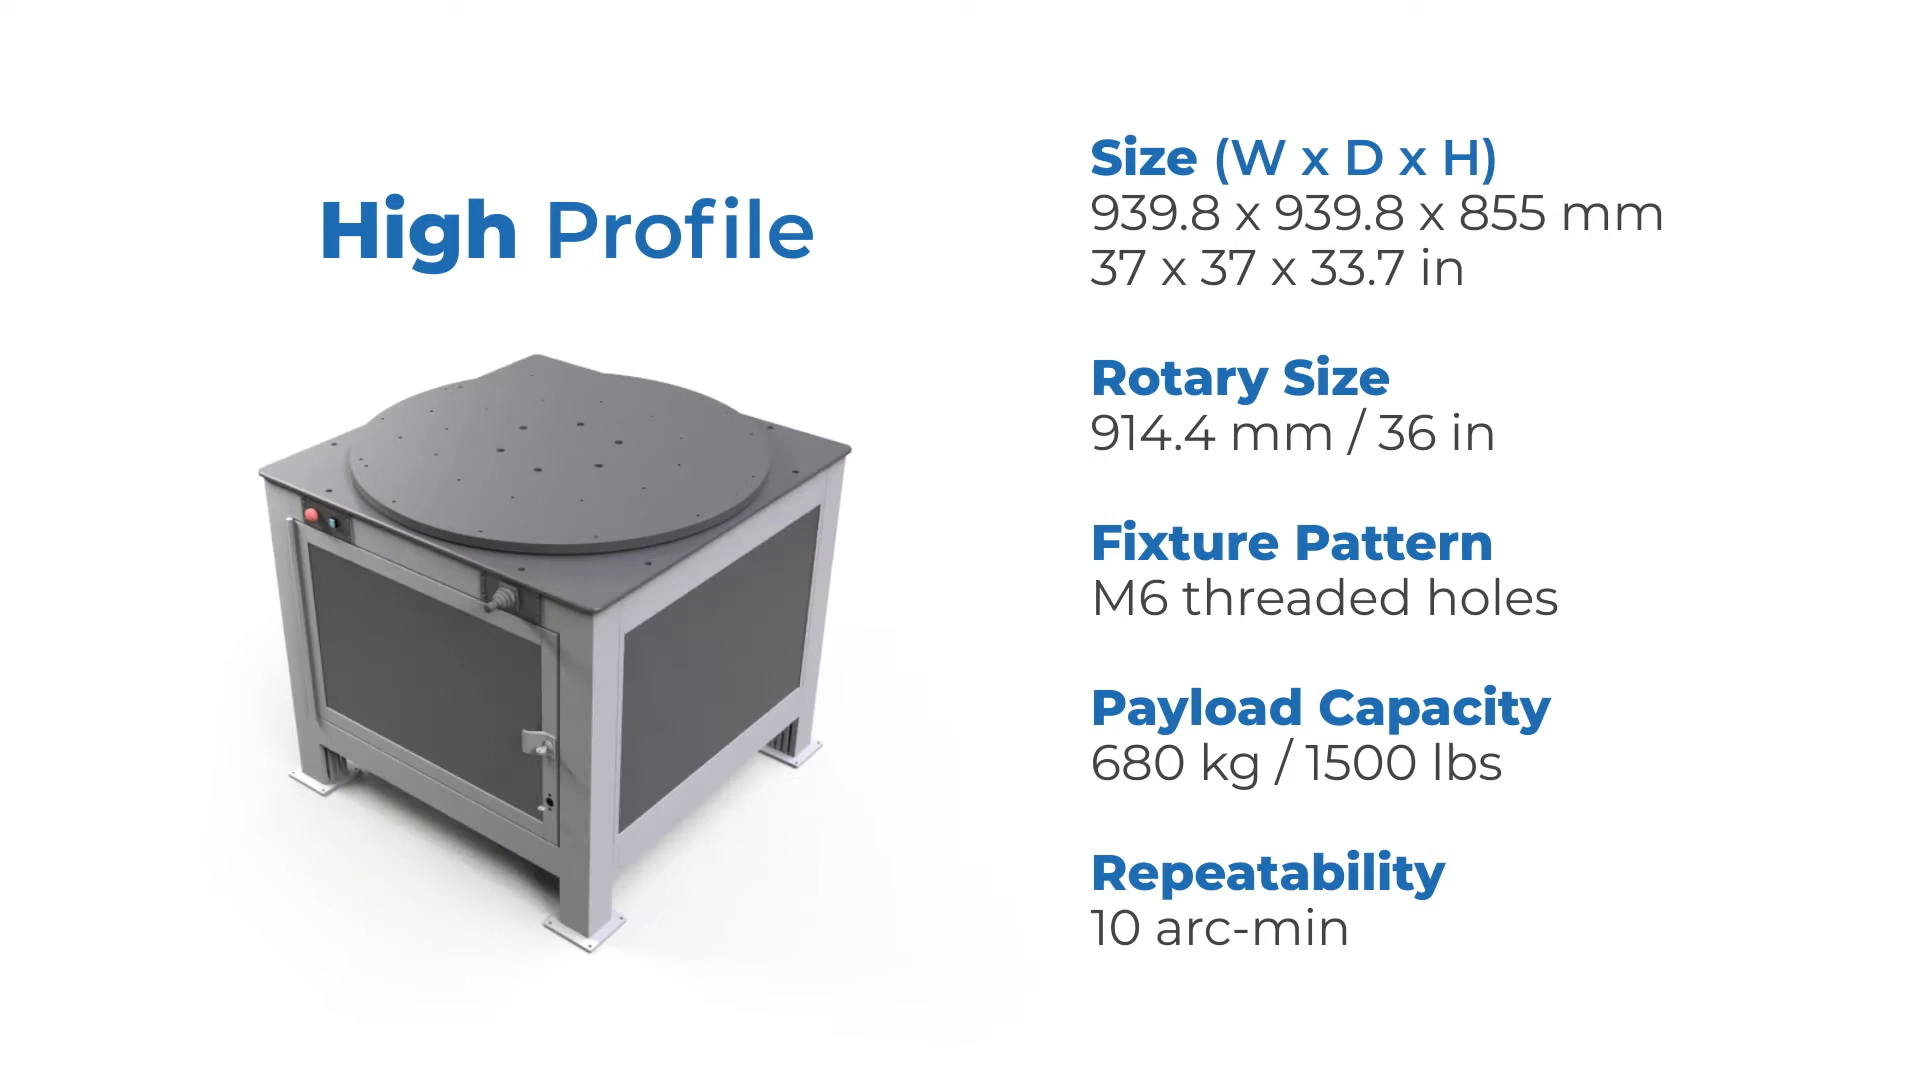 High Profile
Size (W x D x H)
939.8 x 939.8 x 855 mm
37 x 37 x 33.7 in
Rotary Size
914.4 mm / 36 in
Fixture Pattern
M6 threaded holes
Payload Capacity
680 kg / 1500 lbs
Repeatability
10 arc-min